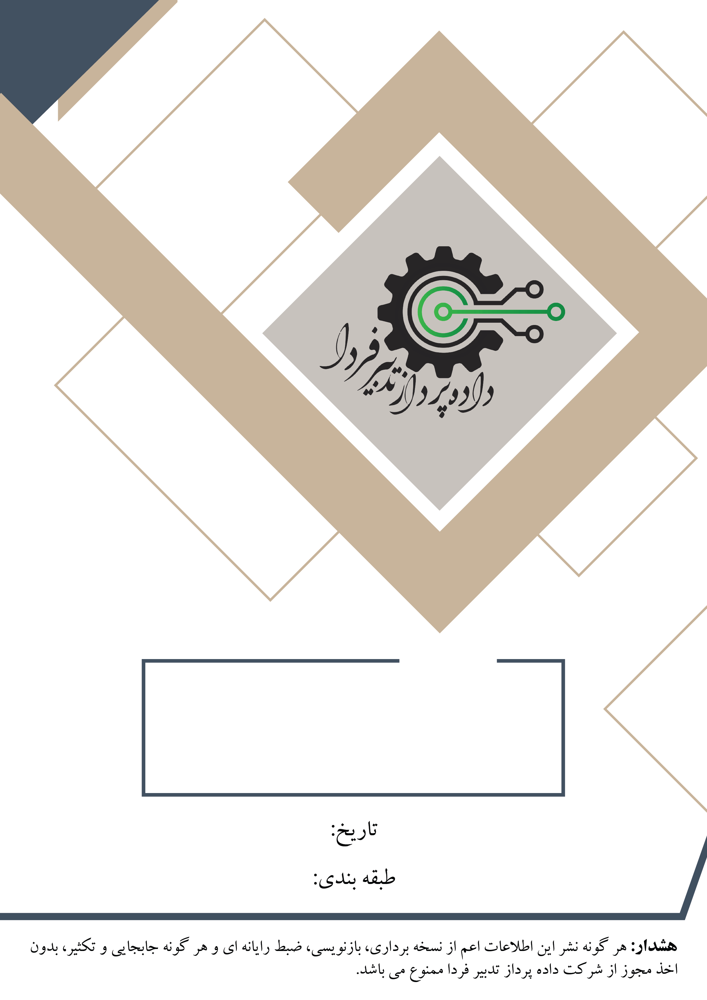 داده پرداز تدبیر فردا
تاریخ:
طبقه بندی:
هشدار: هر گونه نشر این اطلاعات اعم از نسخه برداری، بازنویسی، ضبط رایانه ای و هر گونه جابجایی و تکثیر، بدون
اخذ مجوز از شرکت داده پرداز تدبیر فردا ممنوع می باشد.